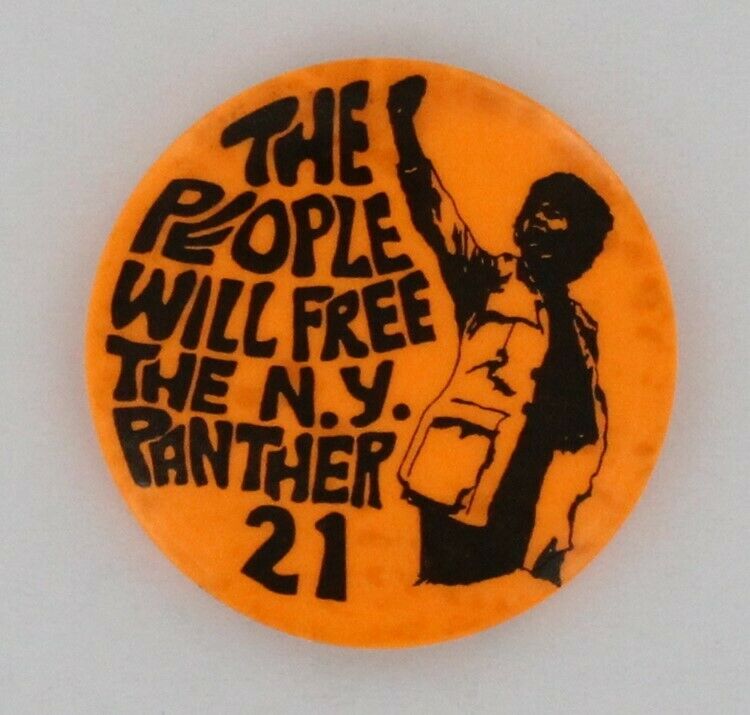 THE
PEOPLE
WILL FREE
THE N.Y.
PANTHER
21